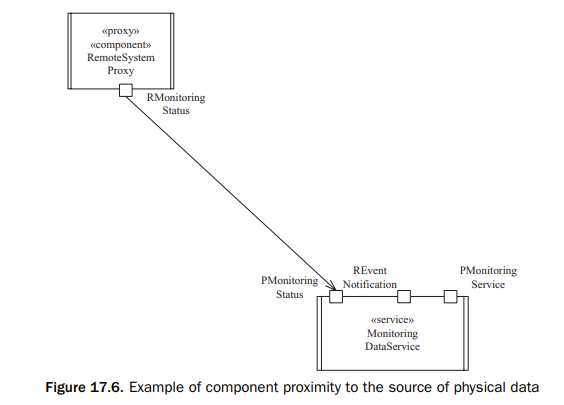 «proxy»
«component»
RemoteSystem
Proxy
RMonitoring
Status
PMonitoring
Status
REvent
Notification
PMonitoring
Service
«service»
Monitoring
DataService
Figure 17.6. Example of component proximity to the source of physical data